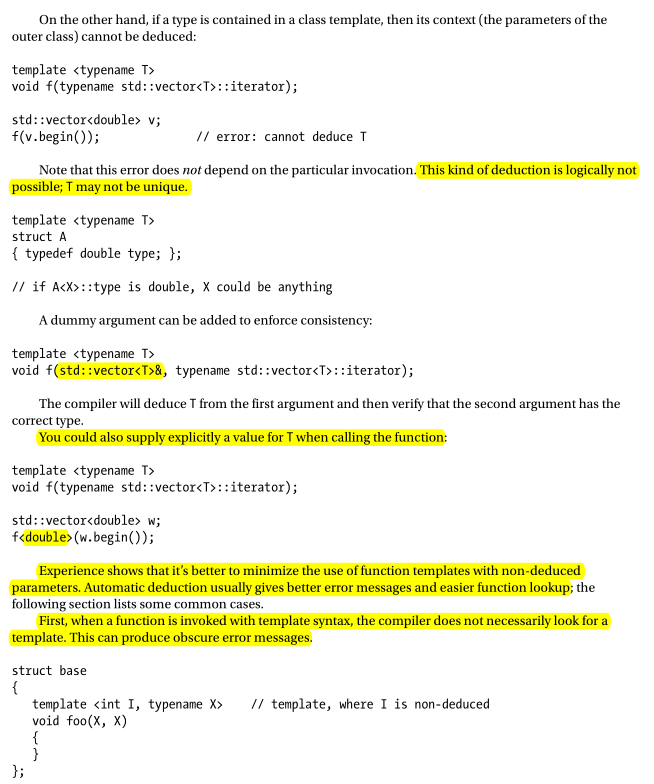 On the other hand, if a type is contained in a class template, then its context (the parameters of the
outer class) cannot be deduced:
template <typename T>
void f(typename std::vector<T>::iterator);
std::vector<double> v;
f(v.begin()); // error: cannot deduce T
Note that this error does not depend on the particular invocation. This kind of deduction is logically not
possible; T may not be unique.
template <typename T>
struct A
{ typedef double type; };
// if A<X>::type is double, X could be anything
A dummy argument can be added to enforce consistency:
template <typename T>
void f(std::vector<T>&, typename std::vector<T>::iterator);
The compiler will deduce T from the first argument and then verify that the second argument has the
correct type.
You could also supply explicitly a value for T when calling the function:
template <typename T>
void f(typename std::vector<T>::iterator);
std::vector<double> w;
f<double>(w.begin());
Experience shows that it's better to minimize the use of function templates with non-deduced
parameters. Automatic deduction usually gives better error messages and easier function lookup; the
following section lists some common cases.
First, when a function is invoked with template syntax, the compiler does not necessarily look for a
template. This can produce obscure error messages.
struct base
{
template <int I, typename X> // template, where I is non-deduced
void foo(X, X)
{
}
};